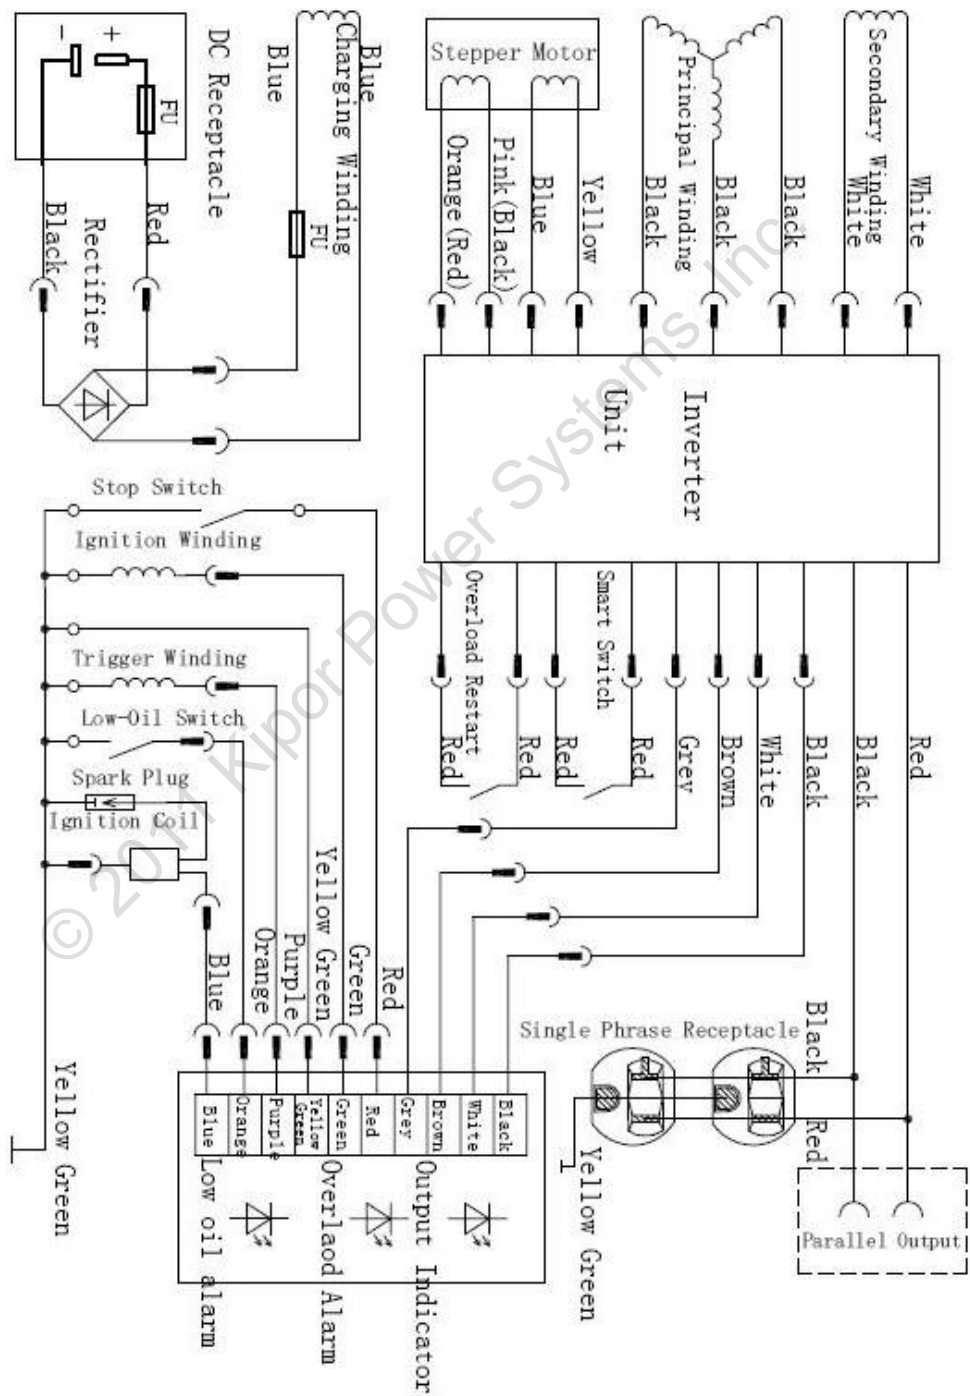 DC Receptacle
-
+
FU
Red
Black
Rectifier
Blue
Blue
Charging Winding
FU
Stepper Motor
Orange(Red)
Pink(Black)
Blue
Yellow
Principal Winding
Black
Black
Black
Secondary Winding
White
White
Inverter
Unit
Stop Switch
Ignition Winding
Trigger Winding
Low-Oil Switch
Spark Plug
Ignition Coil
Overload Restart
Smart Switch
Red
Red
Red
Red
Grey
Brown
White
Black
Black
Red
Blue
Orange
Purple
Yellow Green
Green
Red
Single Phrase Receptacle
Black
Red
Yellow Green
Yellow Green
Parallel Output
Blue
Orange
Purple
Yellow
Green
Green
Red
Grey
Brown
White
Black
Low oil alarm
Overlaod Alarm
Output Indicator
© 2011 Kipor Power Systems, Inc.